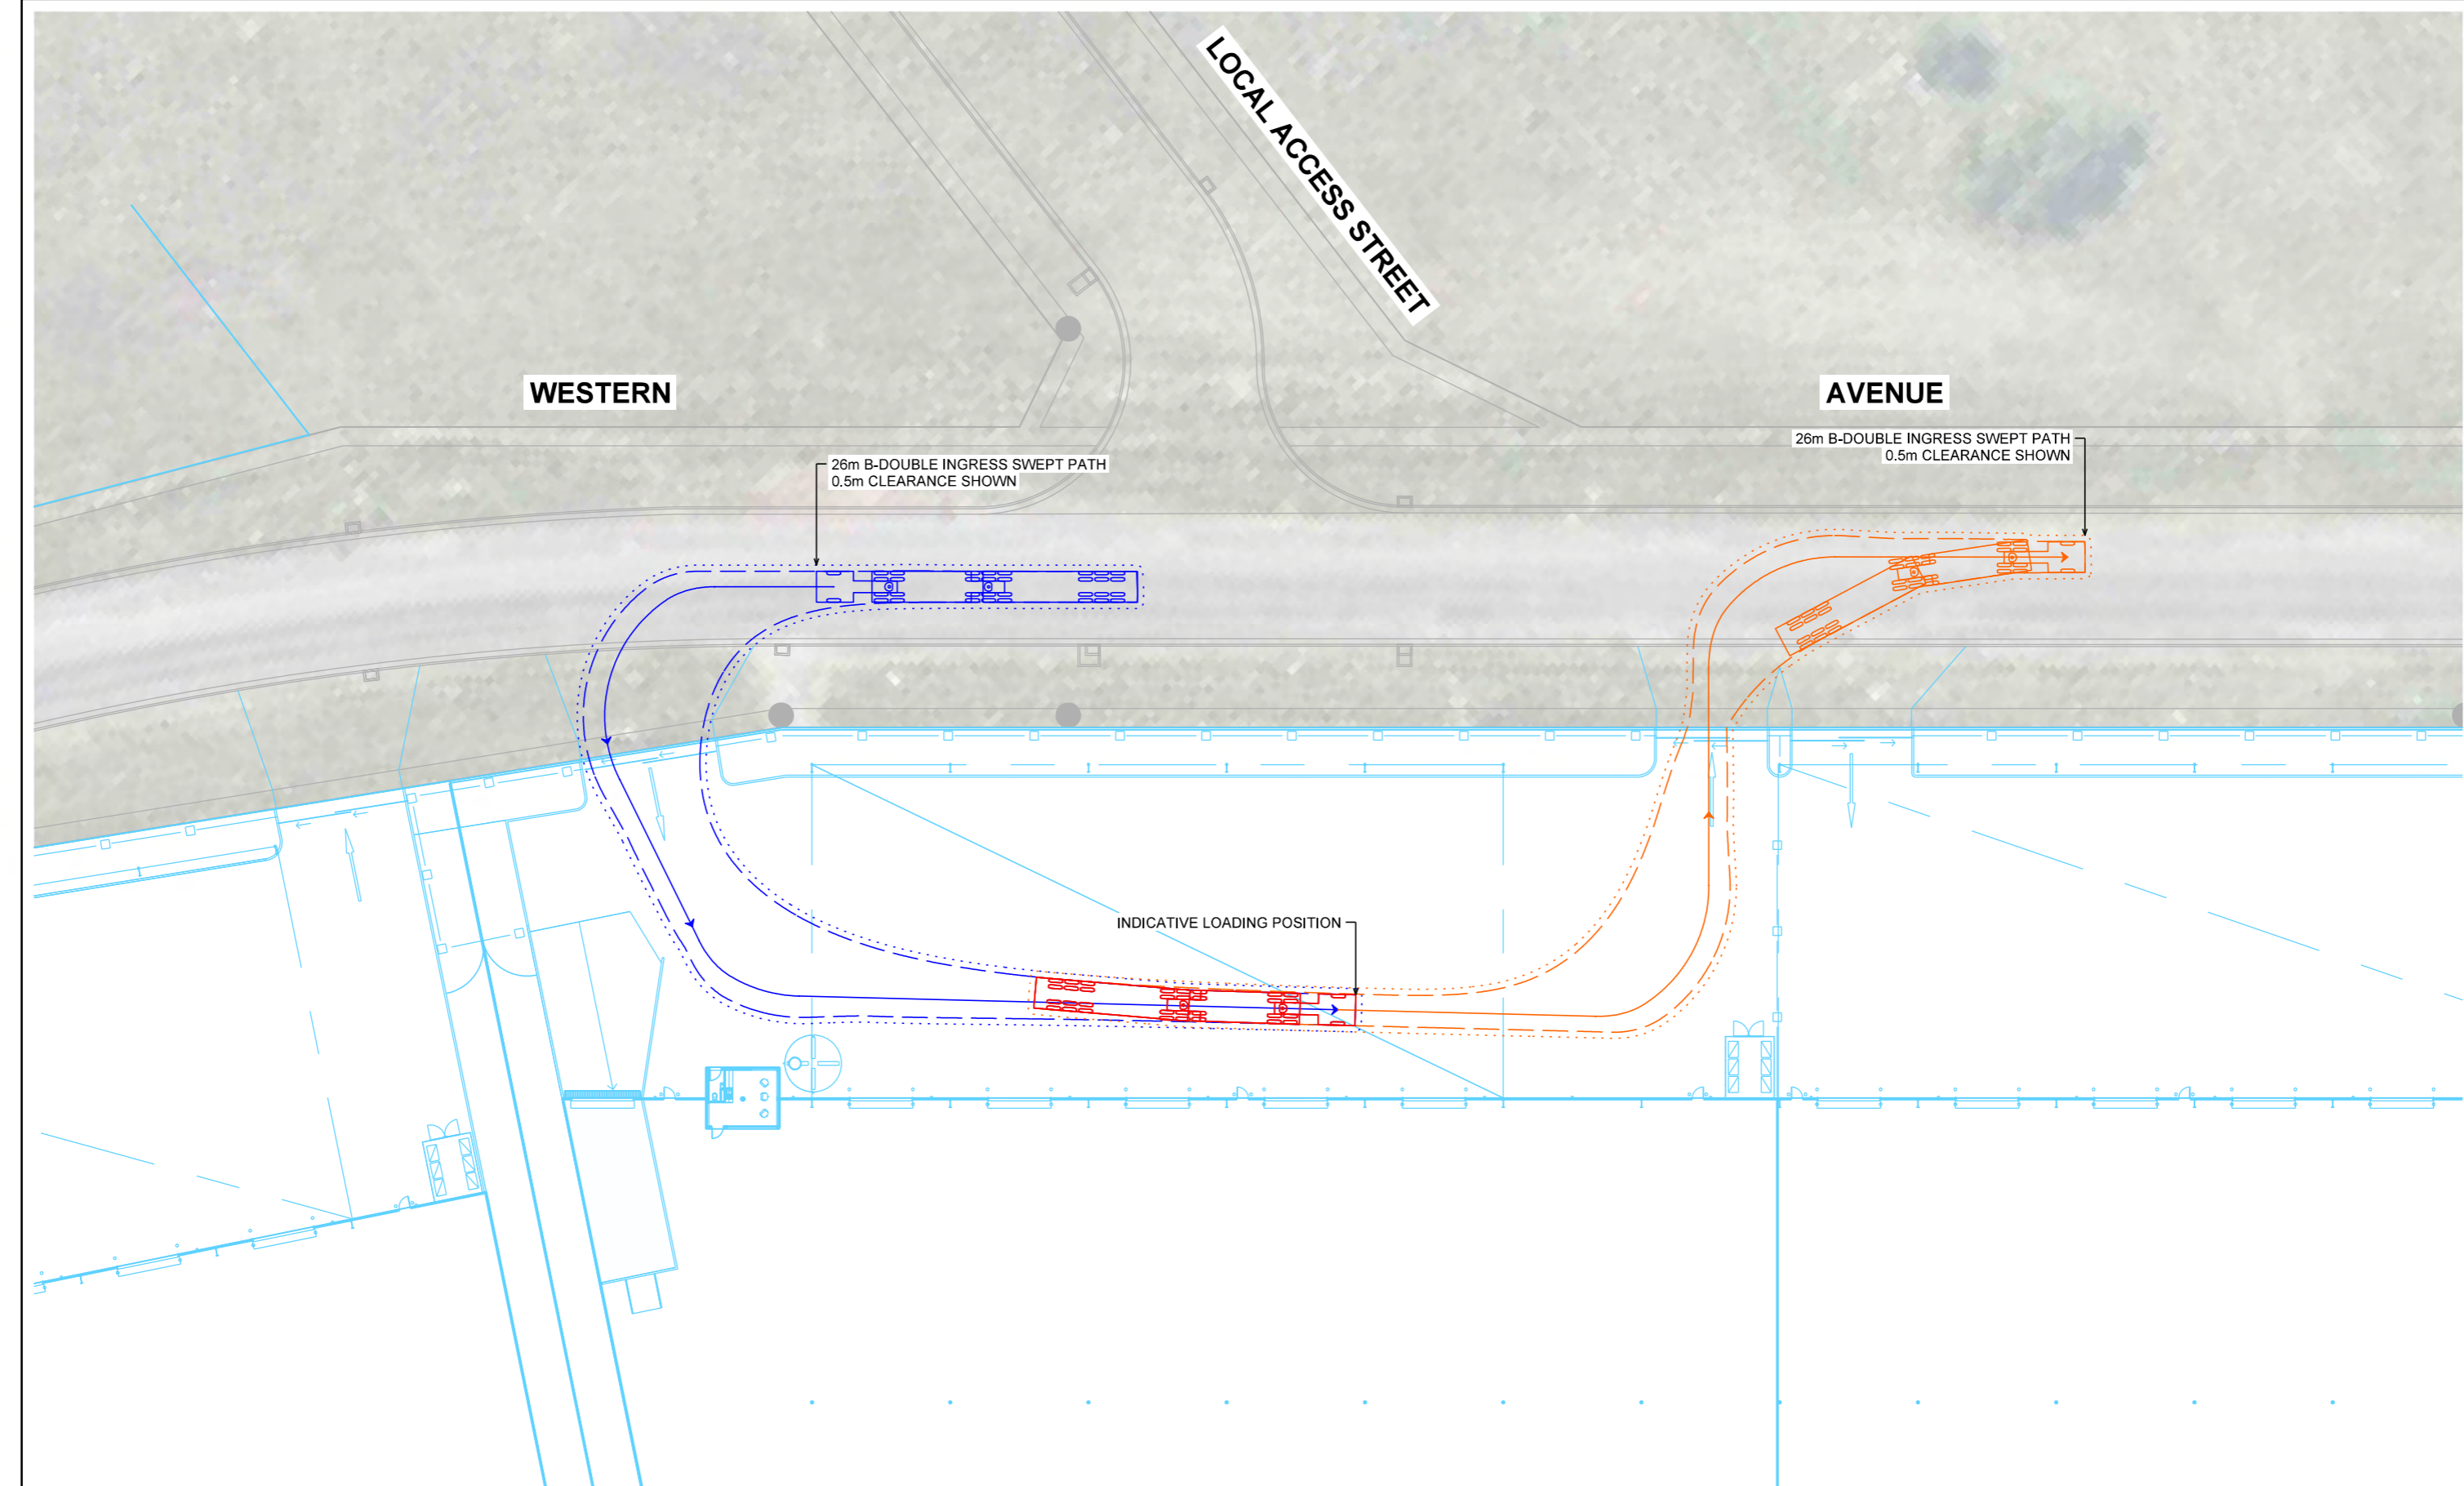 LOCAL ACCESS STREET
WESTERN
AVENUE
26m B-DOUBLE INGRESS SWEPT PATH
0.5m CLEARANCE SHOWN
26m B-DOUBLE INGRESS SWEPT PATH
0.5m CLEARANCE SHOWN
INDICATIVE LOADING POSITION